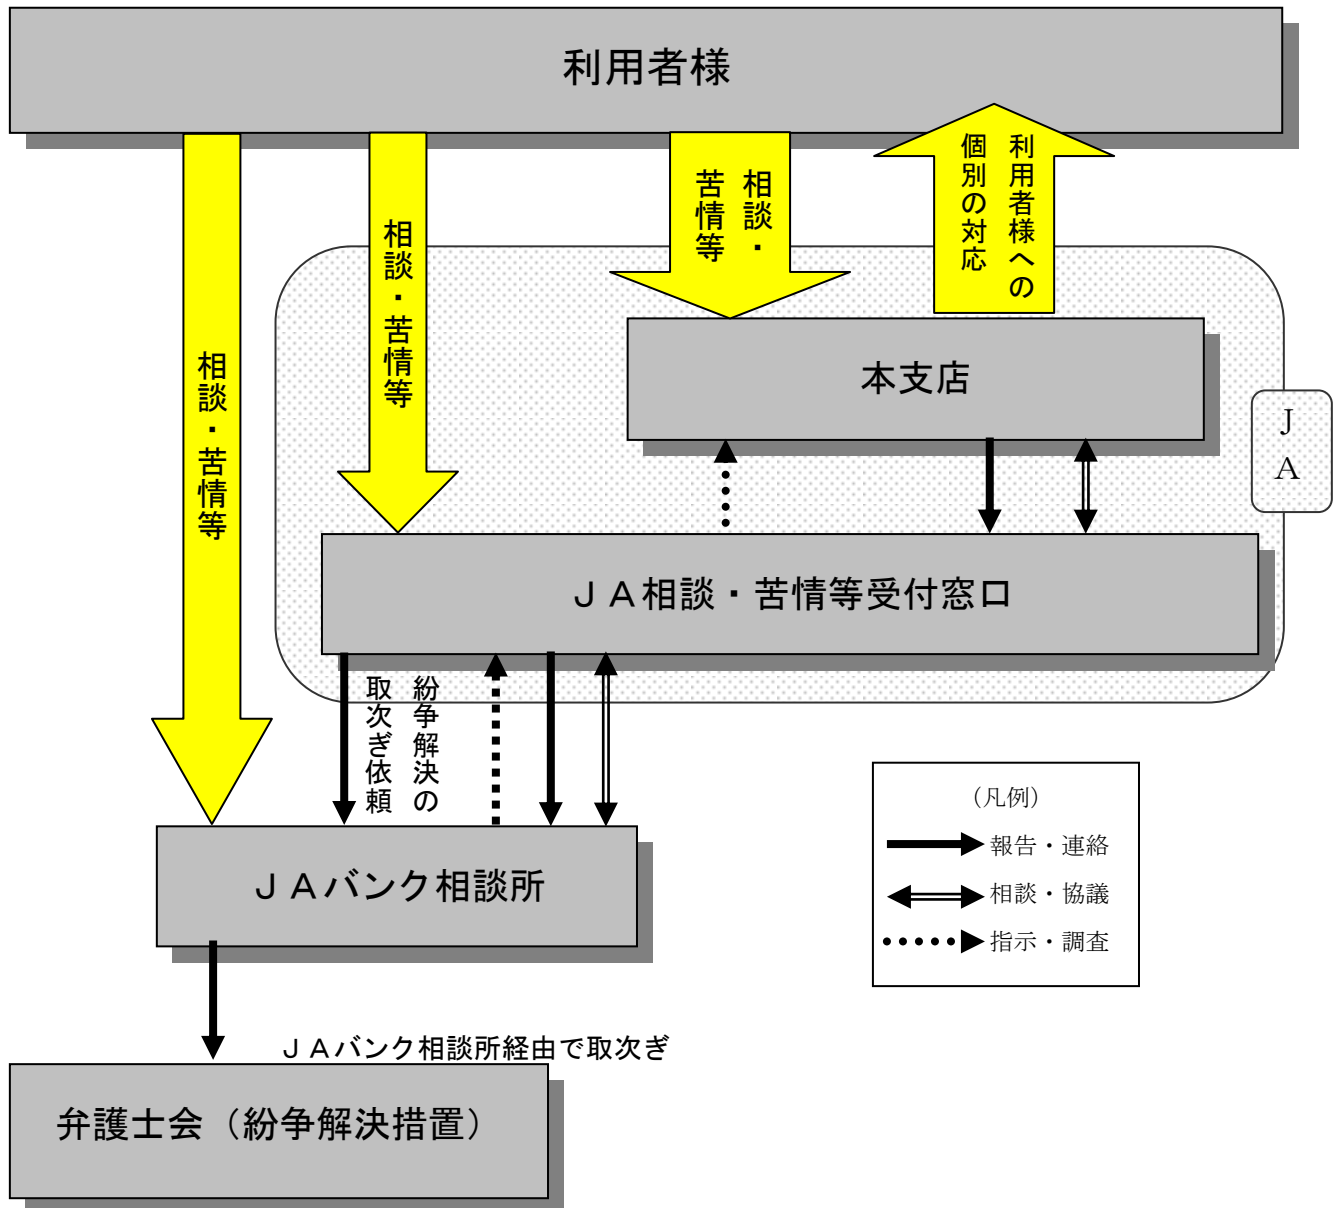 利用者様
相談・苦情等
相談・苦情等
相談・
苦情等
利用者様への
個別の対応
本支店
ＪＡ
ＪＡ相談・苦情等受付窓口
紛争解決の
取次ぎ依頼
ＪＡバンク相談所
（凡例）
報告・連絡
相談・協議
指示・調査
ＪＡバンク相談所経由で取次ぎ
弁護士会（紛争解決措置）